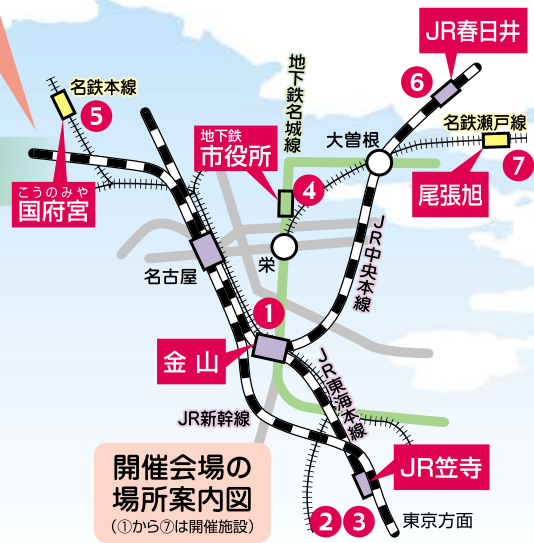 JR春日井
⑥
名鉄本線
⑤
地下鉄名城線
名鉄瀬戸線
大曽根
⑦
尾張旭
地下鉄
市役所
④
こうのみや
国府宮
JR中央本線
栄
名古屋
①
金山
JR東海本線
JR新幹線
JR笠寺
開催会場の
場所案内図
(①から⑦は開催施設)
②③
東京方面